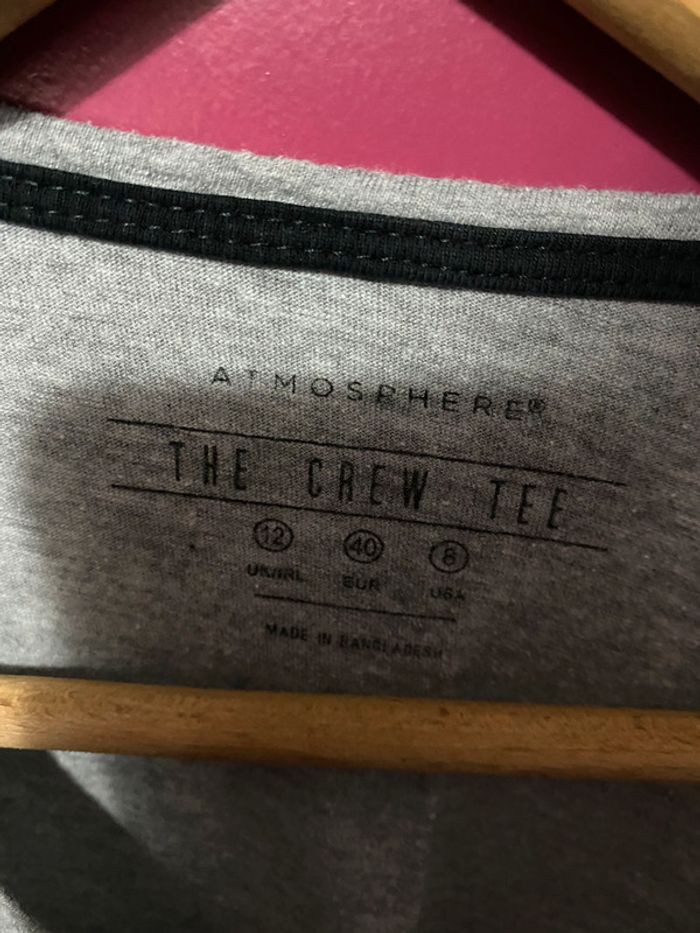 ATMOSPHERE®
THE CREW TEE
12 40 8
UK/IRL EUR USA
MADE IN BANGLADESH